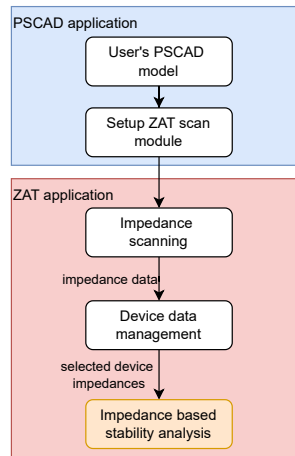 PSCAD application
User's PSCAD
model
Setup ZAT scan
module
ZAT application
Impedance
scanning
impedance data
Device data
management
selected device
impedances
Impedance based
stability analysis